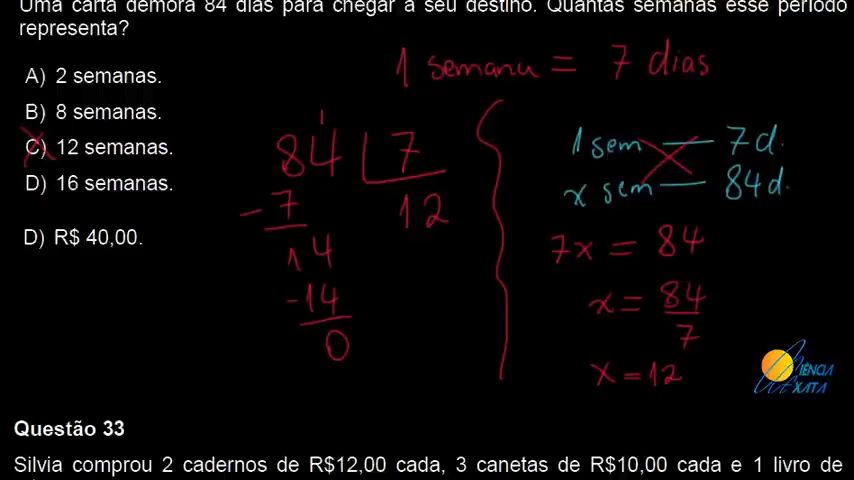 Uma carta demora 84 dias para chegar a seu destino. Quantas semanas esse período
representa?
1 semana = 7 dias
A) 2 semanas.
B) 8 semanas.
C) 12 semanas.
D) 16 semanas.
D) R$ 40,00.
1
84 7
- 7 12
14
-14
0
1 sem 7d.
x sem 84d.
7x = 84
x = 84
7
x = 12
CIÊNCIA
EXATA
Questão 33
Silvia comprou 2 cadernos de R$12,00 cada, 3 canetas de R$10,00 cada e 1 livro de